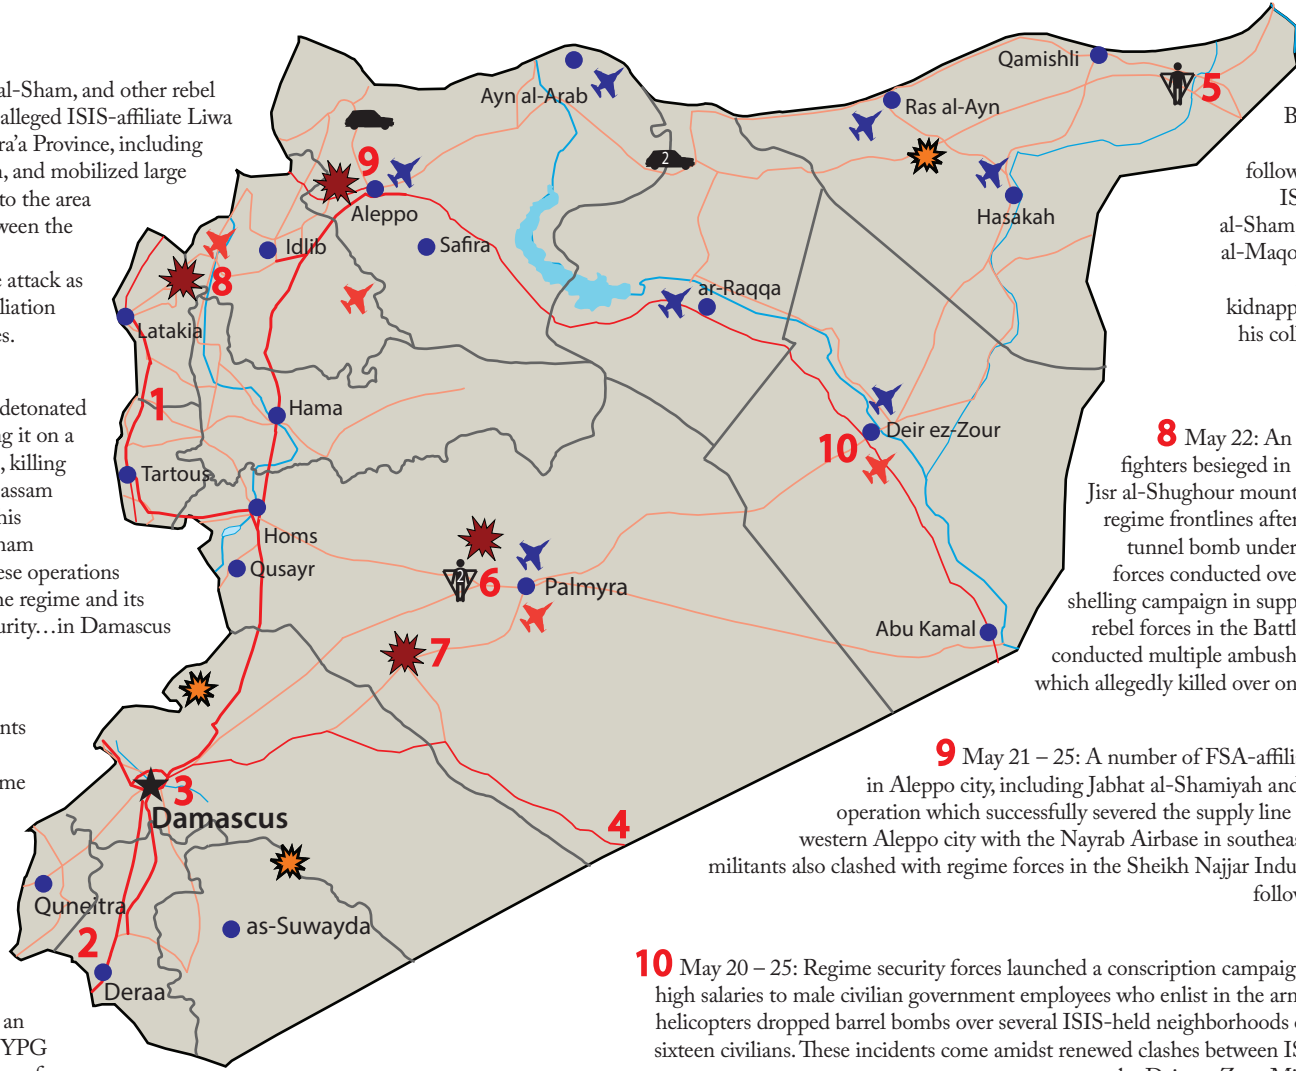 al-Sham, and other rebel
alleged ISIS-affiliate Liwa
ra’a Province, including
, and mobilized large
to the area
ween the
e attack as
liation
es.
detonated
ng it on a
, killing
assam
his
ham
ese operations
he regime and its
urity…in Damascus
nts
me
an
YPG
Qamishli
5
Ayn al-Arab
Ras al-Ayn
2
9
Aleppo
Hasakah
Idlib
Safira
8
ar-Raqqa
Latakia
1
Hama
Deir ez-Zour
10
Tartous
Homs
Qusayr
2
6
Palmyra
Abu Kamal
7
3
Damascus
4
Quneitra
as-Suwayda
2
Deraa
B
follow
IS
al-Sham
al-Maqo
kidnapp
his coll
8 May 22: An
fighters besieged in
Jisr al-Shughour mount
regime frontlines after
tunnel bomb under
forces conducted ove
shelling campaign in supp
rebel forces in the Battl
conducted multiple ambush
which allegedly killed over on
9 May 21 – 25: A number of FSA-affili
in Aleppo city, including Jabhat al-Shamiyah and
operation which successfully severed the supply line
western Aleppo city with the Nayrab Airbase in southeas
militants also clashed with regime forces in the Sheikh Najjar Indu
follow
10 May 20 – 25: Regime security forces launched a conscription campaig
high salaries to male civilian government employees who enlist in the arm
helicopters dropped barrel bombs over several ISIS-held neighborhoods
sixteen civilians. These incidents come amidst renewed clashes between IS